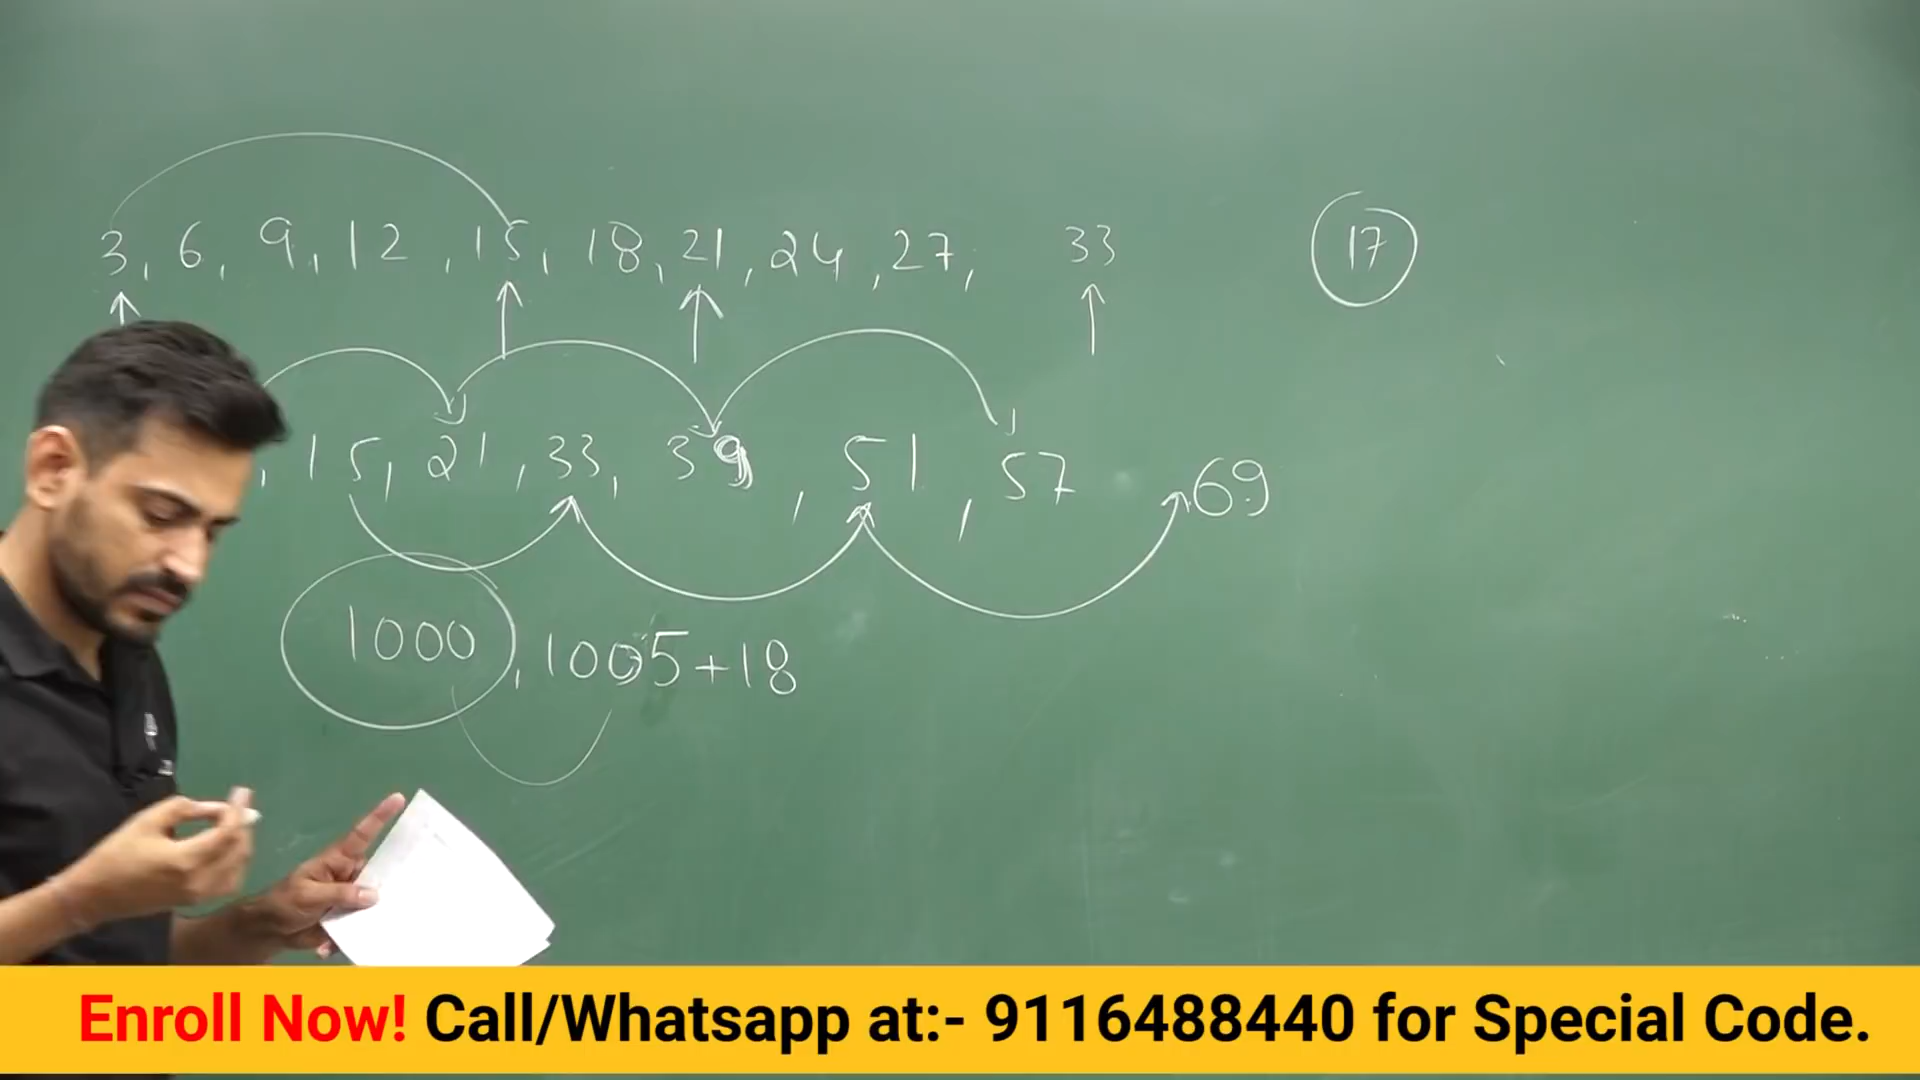 3, 6, 9, 12, 15, 18, 21, 24, 27, 33
17
, 15, 21, 33, 39, 51, 57 69
1000, 1005+18
Enroll Now! Call/Whatsapp at:- 9116488440 for Special Code.